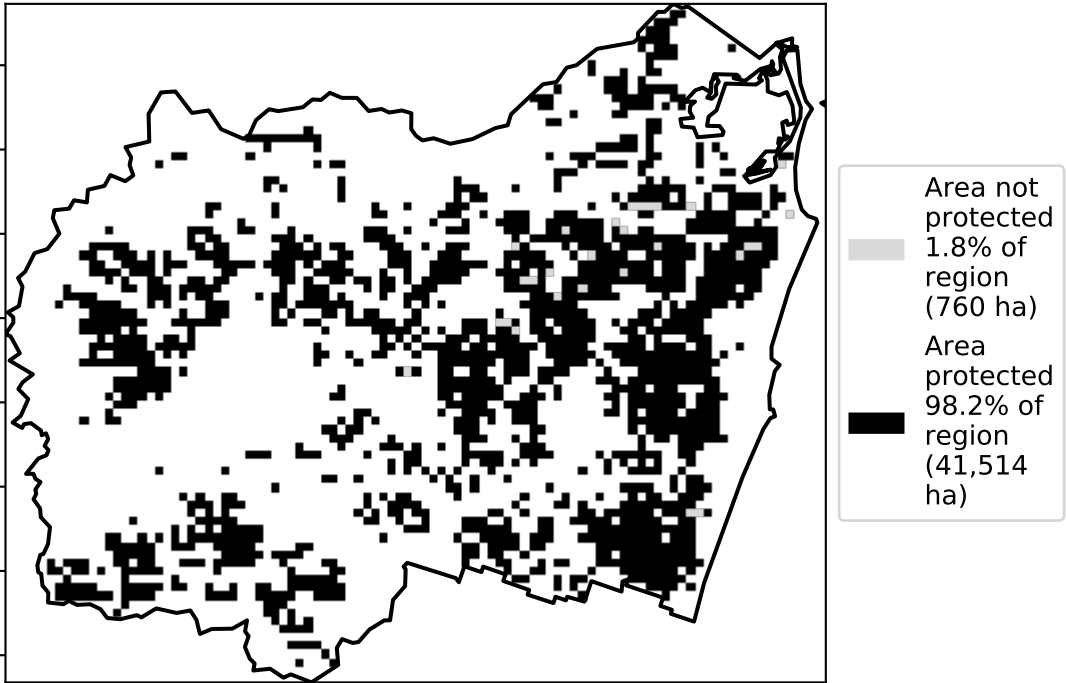 Area not
protected
1.8% of
region
(760 ha)
Area
protected
98.2% of
region
(41,514
ha)